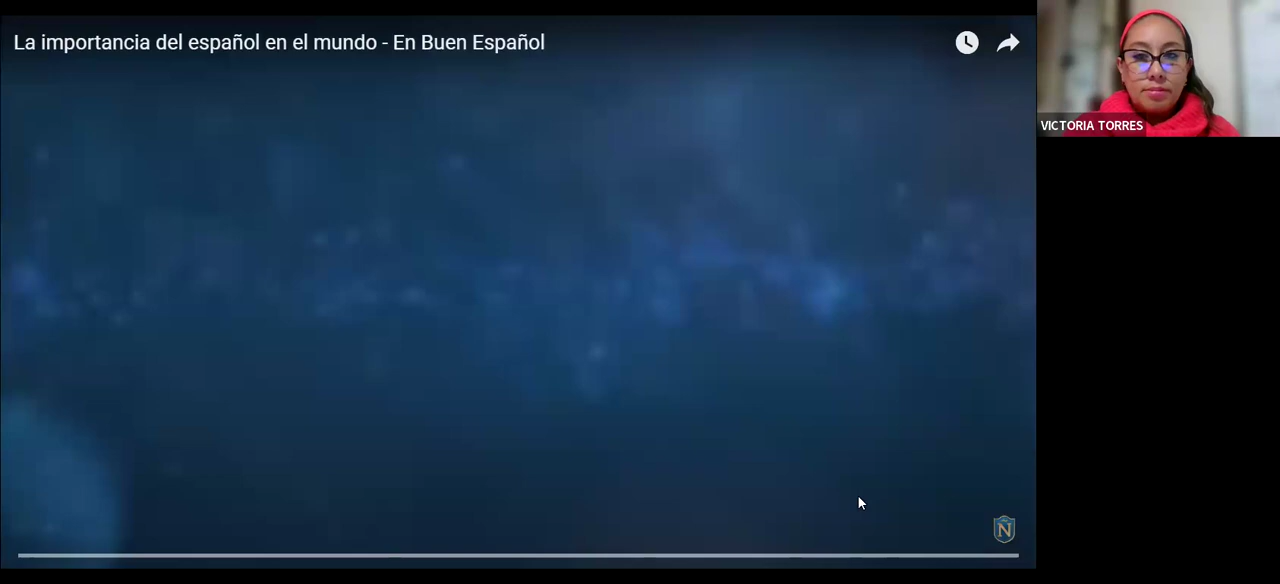 La importancia del español en el mundo - En Buen Español
VICTORIA TORRES
N